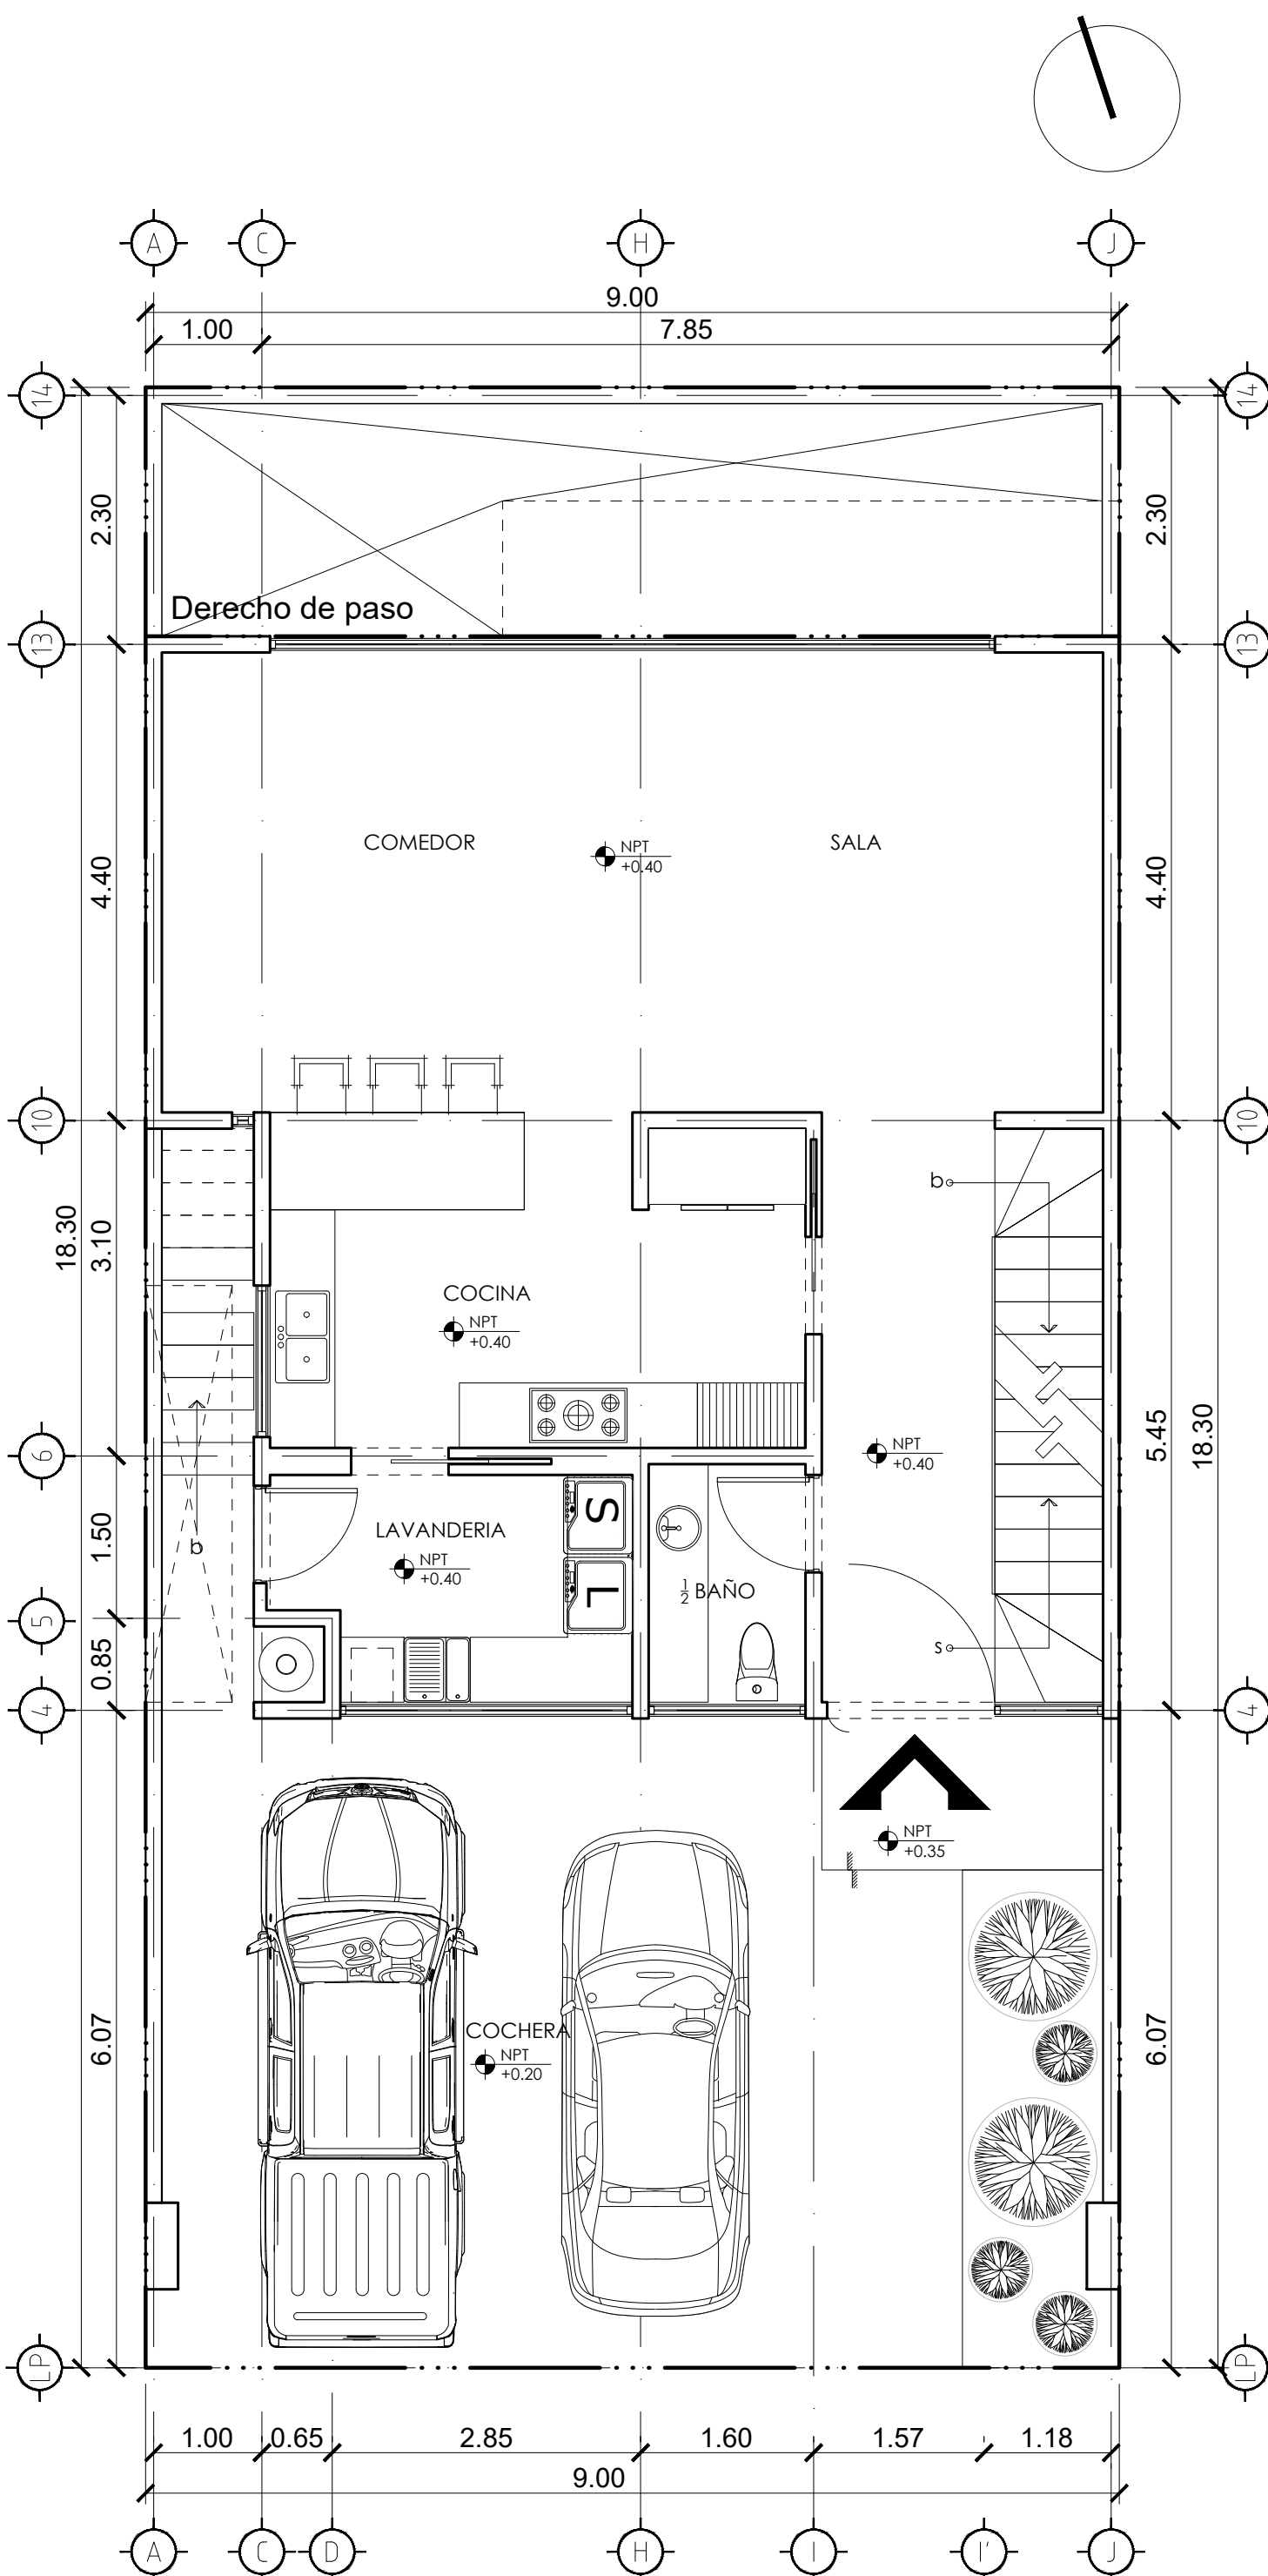 A C H J
9.00
1.00 7.85
14 14
2.30 2.30
Derecho de paso
13 13
COMEDOR SALA
NPT
+0.40
4.40 4.40
10 10
b
18.30 3.10
COCINA
NPT
+0.40
5.45 18.30
6
NPT
+0.40
S
LAVANDERIA
b
NPT
+0.40
1.50
L
1/2 BAÑO
5
s
0.85
4 4
NPT
+0.35
6.07 6.07
COCHERA
NPT
+0.20
LP LP
1.00 0.65 2.85 1.60 1.57 1.18
9.00
A C D H I I' J